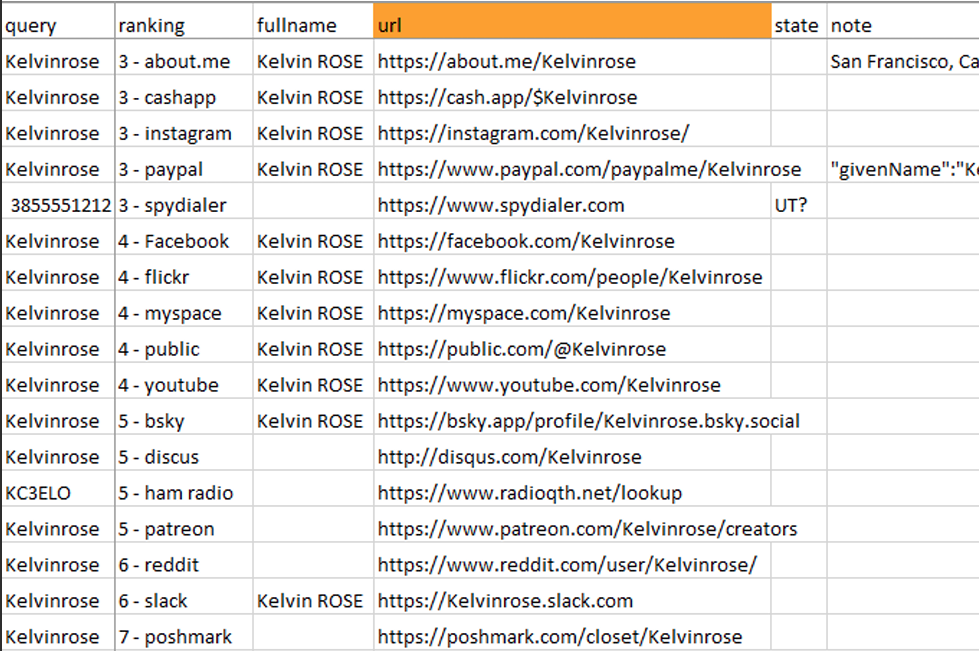 query ranking fullname url state note
Kelvinrose 3 - about.me Kelvin ROSE https://about.me/Kelvinrose San Francisco, Ca
Kelvinrose 3 - cashapp Kelvin ROSE https://cash.app/$Kelvinrose
Kelvinrose 3 - instagram Kelvin ROSE https://instagram.com/Kelvinrose/
Kelvinrose 3 - paypal Kelvin ROSE https://www.paypal.com/paypalme/Kelvinrose "givenName":"Ke
3855551212 3 - spydialer https://www.spydialer.com UT?
Kelvinrose 4 - Facebook Kelvin ROSE https://facebook.com/Kelvinrose
Kelvinrose 4 - flickr Kelvin ROSE https://www.flickr.com/people/Kelvinrose
Kelvinrose 4 - myspace Kelvin ROSE https://myspace.com/Kelvinrose
Kelvinrose 4 - public Kelvin ROSE https://public.com/@Kelvinrose
Kelvinrose 4 - youtube Kelvin ROSE https://www.youtube.com/Kelvinrose
Kelvinrose 5 - bsky Kelvin ROSE https://bsky.app/profile/Kelvinrose.bsky.social
Kelvinrose 5 - discus http://disqus.com/Kelvinrose
KC3ELO 5 - ham radio https://www.radioqth.net/lookup
Kelvinrose 5 - patreon https://www.patreon.com/Kelvinrose/creators
Kelvinrose 6 - reddit https://www.reddit.com/user/Kelvinrose/
Kelvinrose 6 - slack Kelvin ROSE https://Kelvinrose.slack.com
Kelvinrose 7 - poshmark https://poshmark.com/closet/Kelvinrose